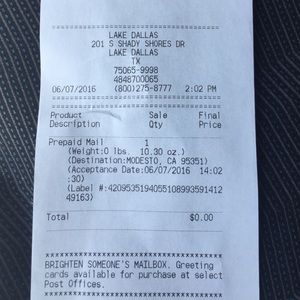 ================================
LAKE DALLAS
201 S SHADY SHORES DR
LAKE DALLAS
TX
75065-9998
4848700065
06/07/2016 (800)275-8777 2:02 PM
================================
================================
Product Sale Final
Description Qty Price
Prepaid Mail 1
(Weight:0 lbs. 10.30 oz.)
(Destination:MODESTO, CA 95351)
(Acceptance Date:06/07/2016 14:02
:30)
(Label #:4209535194055108993591412
49163)
Total $0.00
********************************
BRIGHTEN SOMEONE'S MAILBOX. Greeting
cards available for purchase at select
Post Offices.
********************************